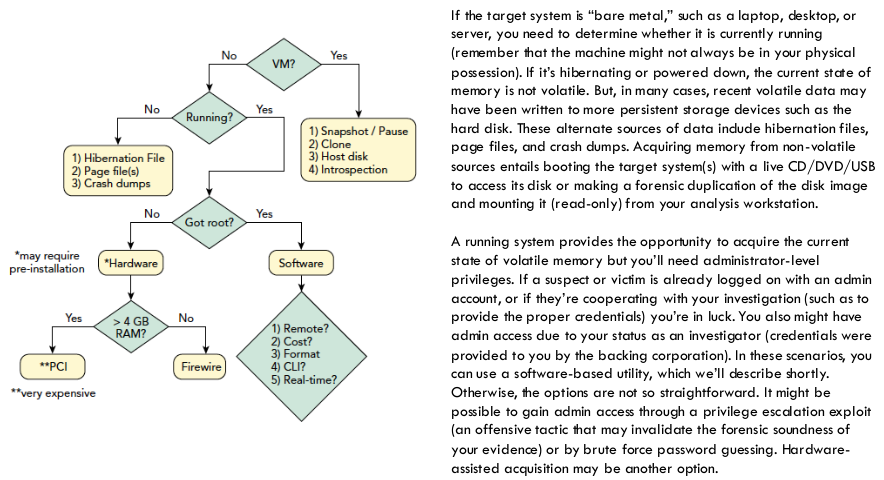 VM?
No
Yes
Running?
No
Yes
1) Snapshot / Pause
2) Clone
3) Host disk
4) Introspection
1) Hibernation File
2) Page file(s)
3) Crash dumps
Got root?
No
Yes
*may require
pre-installation
*Hardware
Software
> 4 GB
RAM?
Yes
No
**PCI
Firewire
**very expensive
1) Remote?
2) Cost?
3) Format
4) CLI?
5) Real-time?
If the target system is “bare metal,” such as a laptop, desktop, or
server, you need to determine whether it is currently running
(remember that the machine might not always be in your physical
possession). If it’s hibernating or powered down, the current state of
memory is not volatile. But, in many cases, recent volatile data may
have been written to more persistent storage devices such as the
hard disk. These alternate sources of data include hibernation files,
page files, and crash dumps. Acquiring memory from non-volatile
sources entails booting the target system(s) with a live CD/DVD/USB
to access its disk or making a forensic duplication of the disk image
and mounting it (read-only) from your analysis workstation.
A running system provides the opportunity to acquire the current
state of volatile memory but you’ll need administrator-level
privileges. If a suspect or victim is already logged on with an admin
account, or if they’re cooperating with your investigation (such as to
provide the proper credentials) you’re in luck. You also might have
admin access due to your status as an investigator (credentials were
provided to you by the backing corporation). In these scenarios, you
can use a software-based utility, which we’ll describe shortly.
Otherwise, the options are not so straightforward. It might be
possible to gain admin access through a privilege escalation exploit
(an offensive tactic that may invalidate the forensic soundness of
your evidence) or by brute force password guessing. Hardware-
assisted acquisition may be another option.